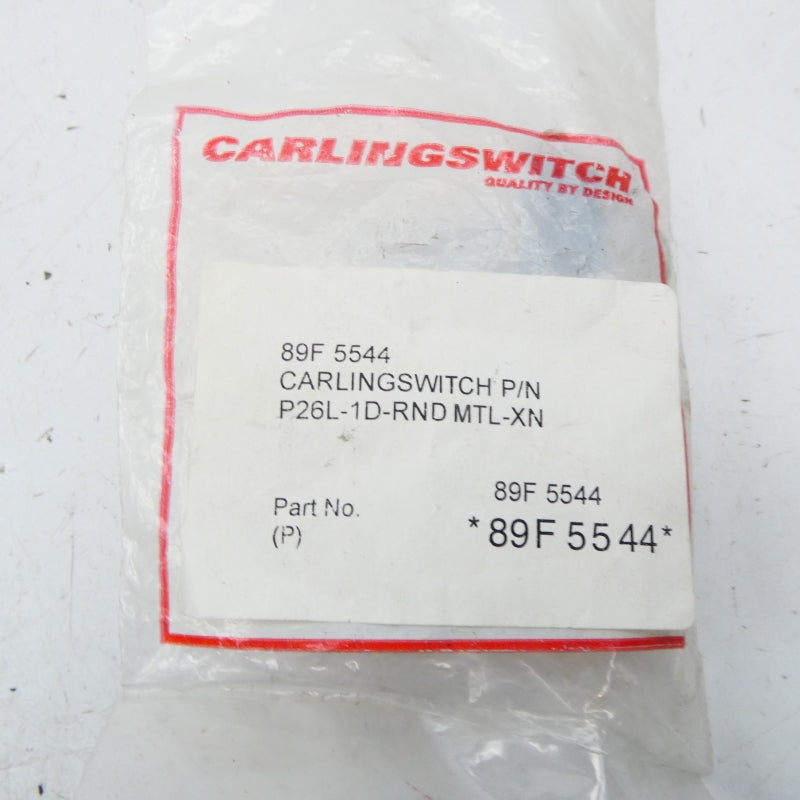 CARLINGSWITCH
QUALITY BY DESIGN
89F 5544
CARLINGSWITCH P/N
P26L-1D-RND MTL-XN
89F 5544
Part No.
(P)
*89F 5544*